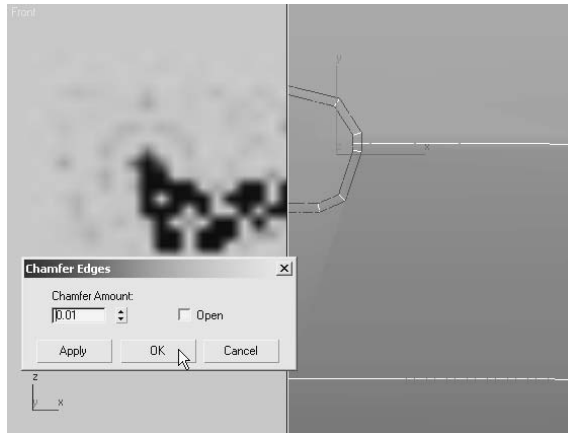 Front
y
z
x
Chamfer Edges
Chamfer Amount:
0.01
Open
Apply
OK
Cancel
z
y x